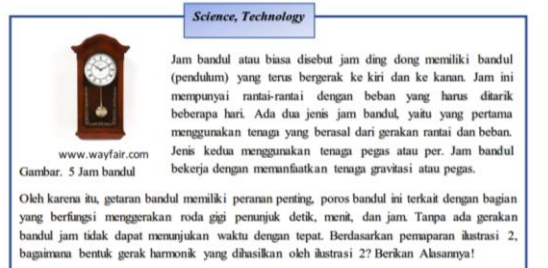 Science, Technology
Jam bandul atau biasa disebut jam ding dong memiliki bandul
(pendulum) yang terus bergerak ke kiri dan ke kanan. Jam ini
mempunyai rantai-rantai dengan beban yang harus ditarik
beberapa hari. Ada dua jenis jam bandul, yaitu yang pertama
menggunakan tenaga yang berasal dari gerakan rantai dan beban.
Jenis kedua menggunakan tenaga pegas atau per. Jam bandul
bekerja dengan memanfaatkan tenaga gravitasi atau pegas.
www.wayfair.com
Gambar. 5 Jam bandul
Oleh karena itu, getaran bandul memiliki peranan penting, poros bandul ini terkait dengan bagian
yang berfungsi menggerakan roda gigi penunjuk detik, menit, dan jam. Tanpa ada gerakan
bandul jam tidak dapat menunjukan waktu dengan tepat. Berdasarkan pemaparan ilustrasi 2,
bagaimana bentuk gerak harmonik yang dihasilkan oleh ilustrasi 2? Berikan Alasannya!